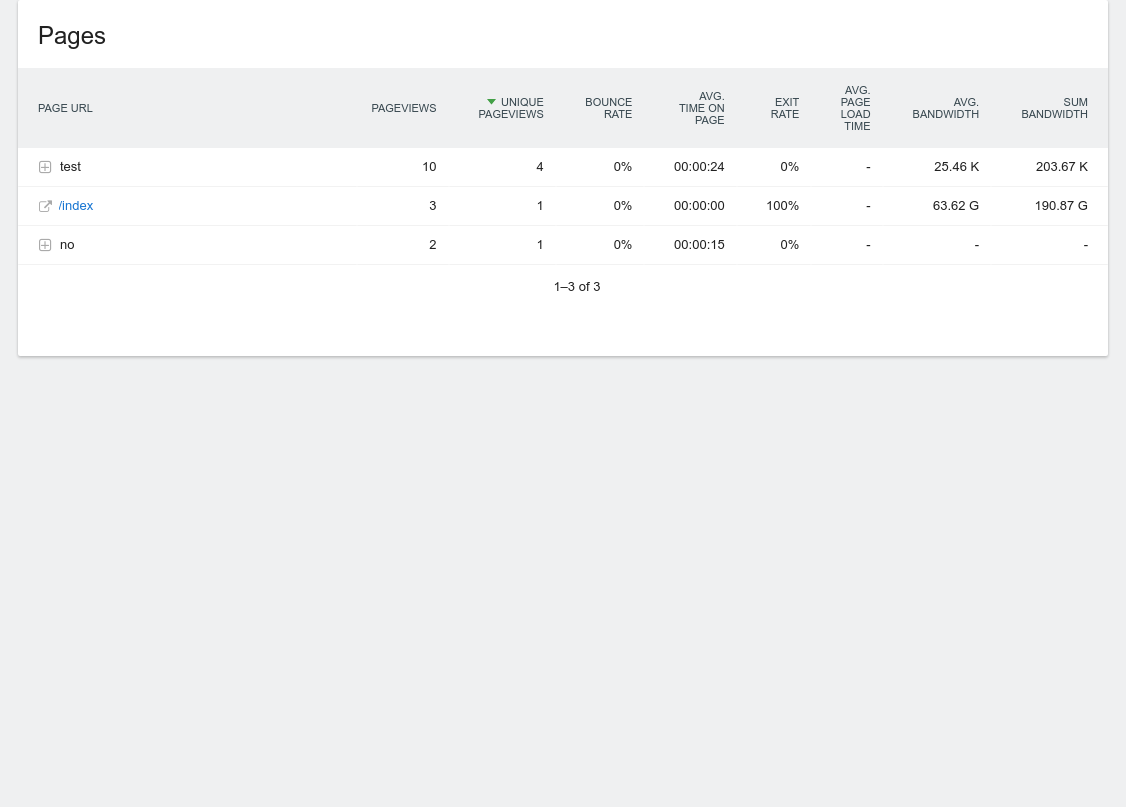 Pages
PAGE URL PAGEVIEWS UNIQUE PAGEVIEWS BOUNCE RATE AVG. TIME ON PAGE EXIT RATE AVG. PAGE LOAD TIME AVG. BANDWIDTH SUM BANDWIDTH
test 10 4 0% 00:00:24 0% - 25.46 K 203.67 K
/index 3 1 0% 00:00:00 100% - 63.62 G 190.87 G
no 2 1 0% 00:00:15 0% - - -
1–3 of 3